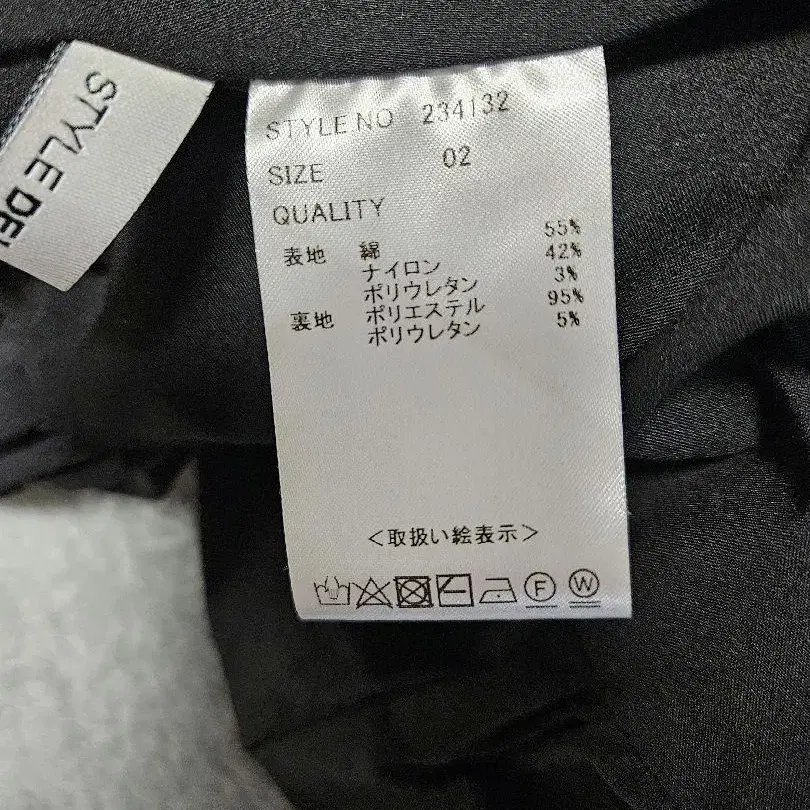 STYLE DE
STYLE NO 234132
SIZE 02
QUALITY
表地 綿 55%
ナイロン 42%
ポリウレタン 3%
裏地 ポリエステル 95%
ポリウレタン 5%
<取扱い絵表示>
F W